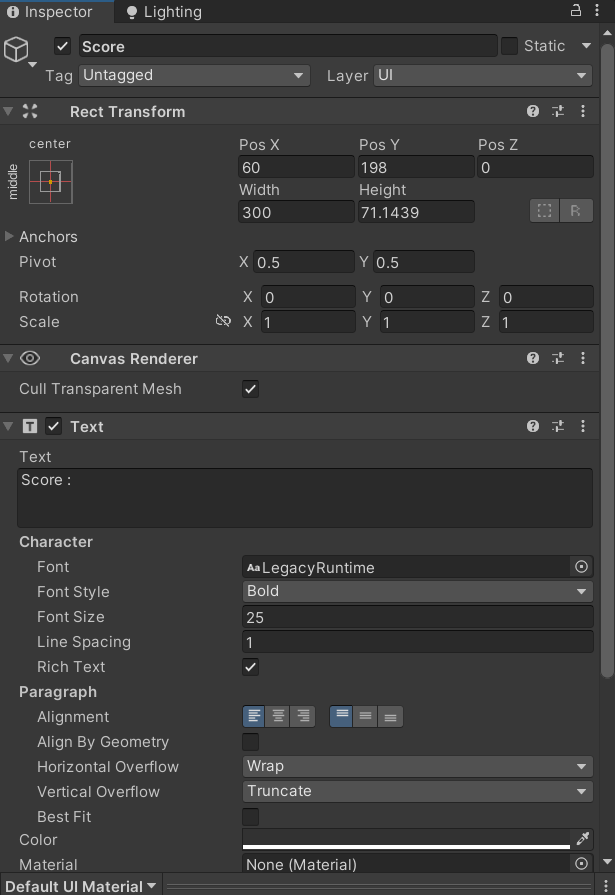 Inspector Lighting
Score Static
Tag Untagged Layer UI
Rect Transform
center
middle
Pos X Pos Y Pos Z
60 198 0
Width Height
300 71.1439
R
Anchors
Pivot X 0.5 Y 0.5
Rotation X 0 Y 0 Z 0
Scale X 1 Y 1 Z 1
Canvas Renderer
Cull Transparent Mesh
T Text
Text
Score :
Character
Font Aa LegacyRuntime
Font Style Bold
Font Size 25
Line Spacing 1
Rich Text
Paragraph
Alignment
Align By Geometry
Horizontal Overflow Wrap
Vertical Overflow Truncate
Best Fit
Color
Material None (Material)
Default UI Material